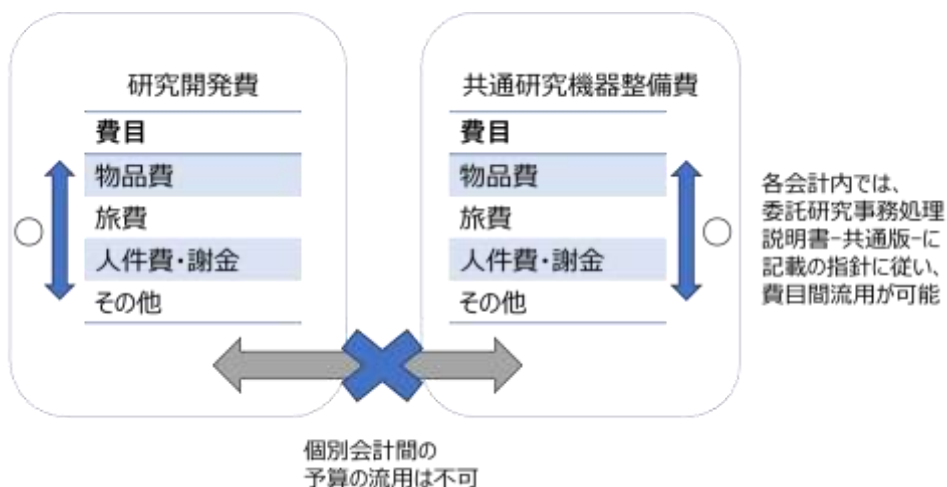 研究開発費
費目
物品費
旅費
人件費・謝金
その他
共通研究機器整備費
費目
物品費
旅費
人件費・謝金
その他
各会計内では、
委託研究事務処理
説明書-共通版-に
記載の指針に従い、
費目間流用が可能
個別会計間の
予算の流用は不可